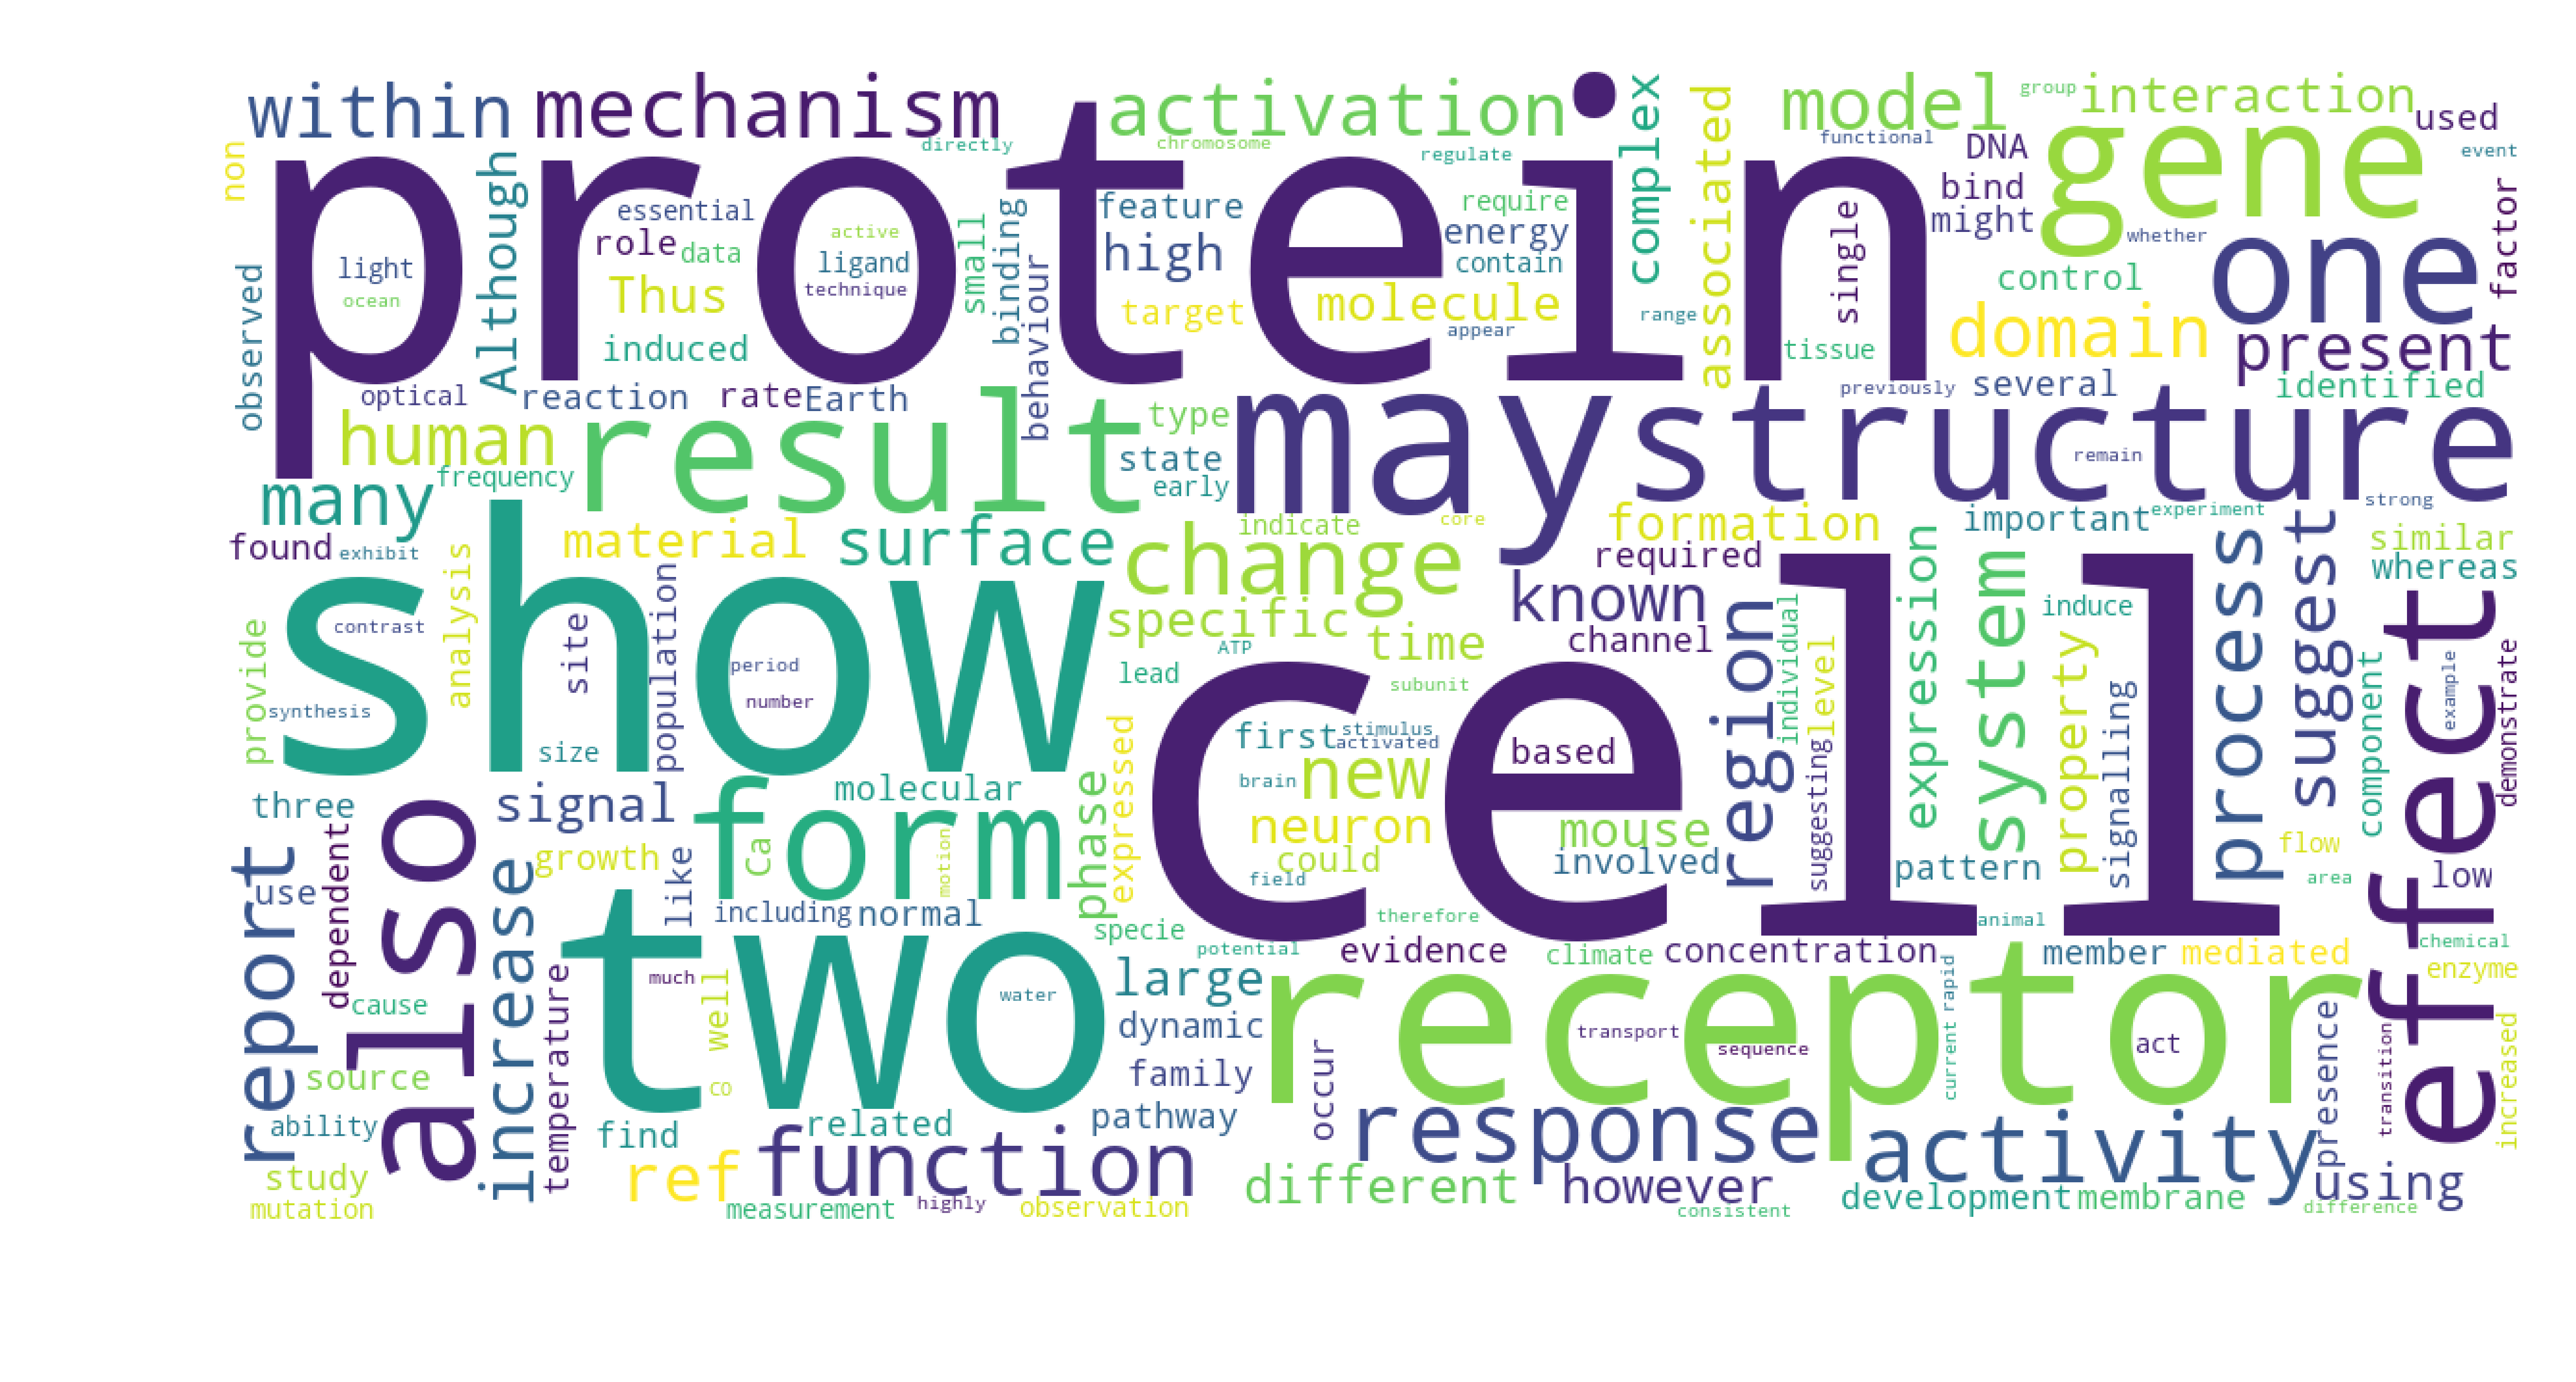 within
mechanism
activation
complex
associated
model
group
interaction
used
non
Although
directly
chromosome
regulate
functional
DNA
gene
event
protein
essential
role
data
active
ligand
technique
small
binding
behaviour
feature
high
require
energy
contain
single
bind
might
whether
one
factor
observed
light
ocean
Thus
induced
target
molecule
appear
range
tissue
control
domain
present
optical
reaction
rate
Earth
type
previously
several
identified
human
result
may
structure
state
early
remain
strong
many
frequency
found
exhibit
material
surface
indicate
core
formation
important
experiment
similar
whereas
change
required
known
analysis
population
site
show
contrast
provide
synthesis
period
number
size
specific
time
ATP
lead
subunit
channel
region
individual
level
suggesting
expression
system
induce
property
signalling
process
suggest
component
effect
example
demonstrate
first
stimulus
activated
brain
new
based
cell
expressed
phase
three
also
signal
molecular
form
neuron
could
field
mouse
involved
pattern
flow
area
low
report
use
dependent
increase
growth
like
Ca
motion
including
normal
specie
potential
therefore
evidence
climate
concentration
animal
member
mediated
chemical
enzyme
cause
temperature
two
much
well
water
large
dynamic
receptor
transport
sequence
current
rapid
act
presence
transition
increased
source
co
family
occur
ability
find
related
pathway
response
activity
study
mutation
ref
function
measurement
highly
observation
different
however
consistent
development
membrane
using
difference